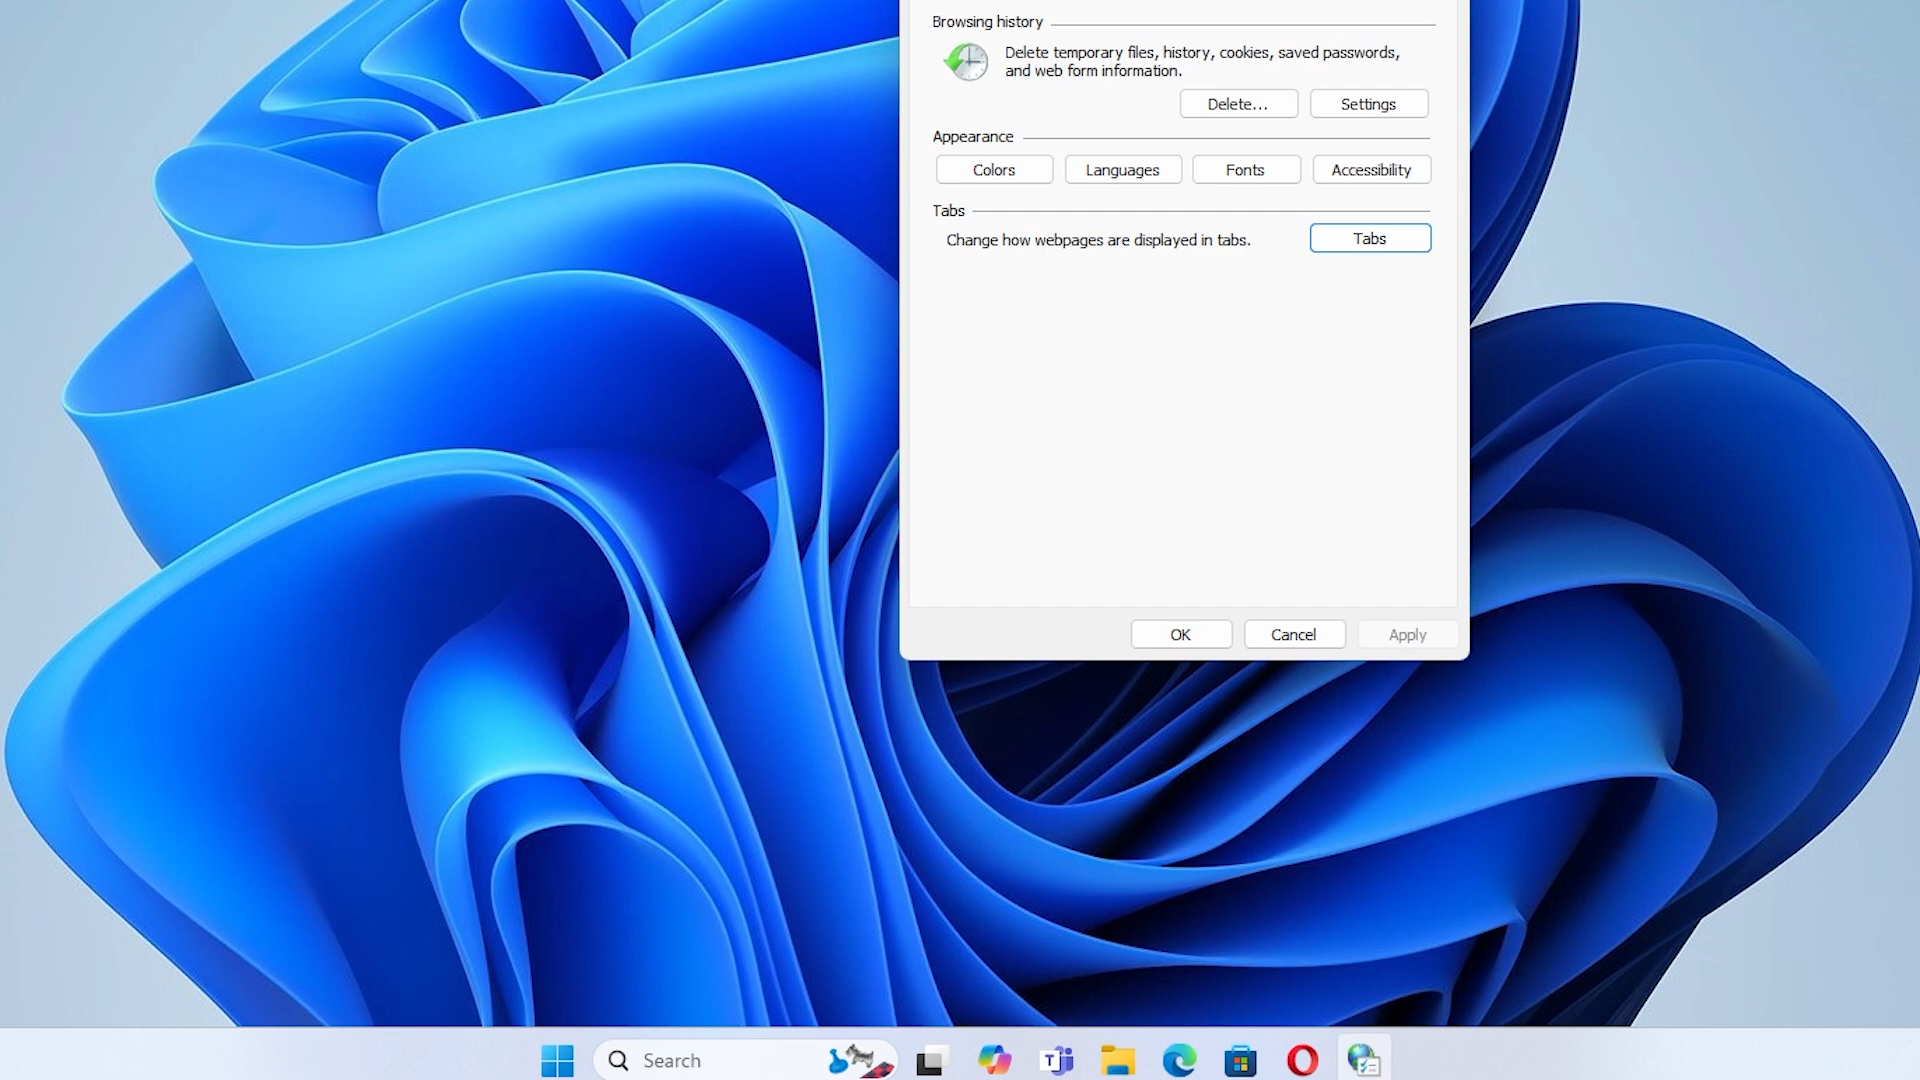 Browsing history
Delete temporary files, history, cookies, saved passwords,
and web form information.
Delete... Settings
Appearance
Colors Languages Fonts Accessibility
Tabs
Change how webpages are displayed in tabs. Tabs
OK Cancel Apply
Search
T